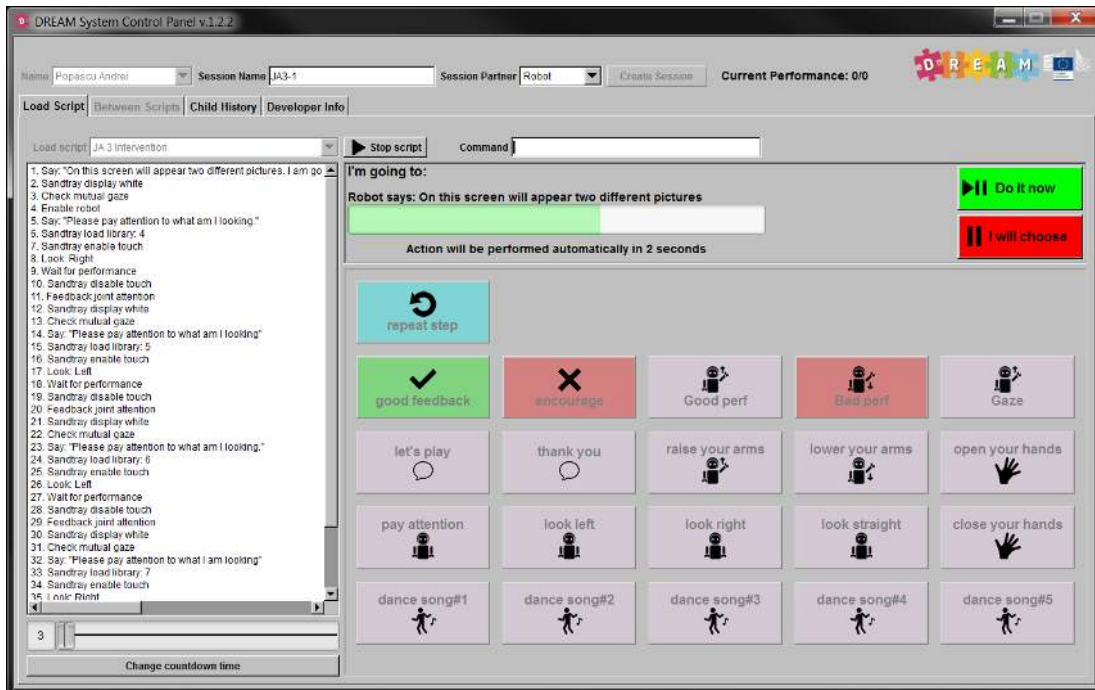 DREAM System Control Panel v.1.2.2
Name Popescu Andrei Session Name JA3-1 Session Partner Robot Create Session Current Performance: 0/0
D R E A M
Load Script Between Scripts Child History Developer Info
Load script JA 3 Intervention Stop script Command
1. Say: "On this screen will appear two different pictures. I am go
2. Sandtray display white
3. Check mutual gaze
4. Enable robot
5. Say: "Please pay attention to what am I looking."
6. Sandtray load library: 4
7. Sandtray enable touch
8. Look: Right
9. Wait for performance
10. Sandtray disable touch
11. Feedback joint attention
12. Sandtray display white
13. Check mutual gaze
14. Say: "Please pay attention to what am I looking"
15. Sandtray load library: 5
16. Sandtray enable touch
17. Look: Left
18. Wait for performance
19. Sandtray disable touch
20. Feedback joint attention
21. Sandtray display white
22. Check mutual gaze
23. Say: "Please pay attention to what am I looking."
24. Sandtray load library: 6
25. Sandtray enable touch
26. Look: Left
27. Wait for performance
28. Sandtray disable touch
29. Feedback joint attention
30. Sandtray display white
31. Check mutual gaze
32. Say: "Please pay attention to what I am looking"
33. Sandtray load library: 7
34. Sandtray enable touch
35. Look: Right
3
Change countdown time
I'm going to:
Robot says: On this screen will appear two different pictures
Action will be performed automatically in 2 seconds
Do it now
I will choose
repeat step
good feedback encourage Good perf Bad perf Gaze
let's play thank you raise your arms lower your arms open your hands
pay attention look left look right look straight close your hands
dance song#1 dance song#2 dance song#3 dance song#4 dance song#5